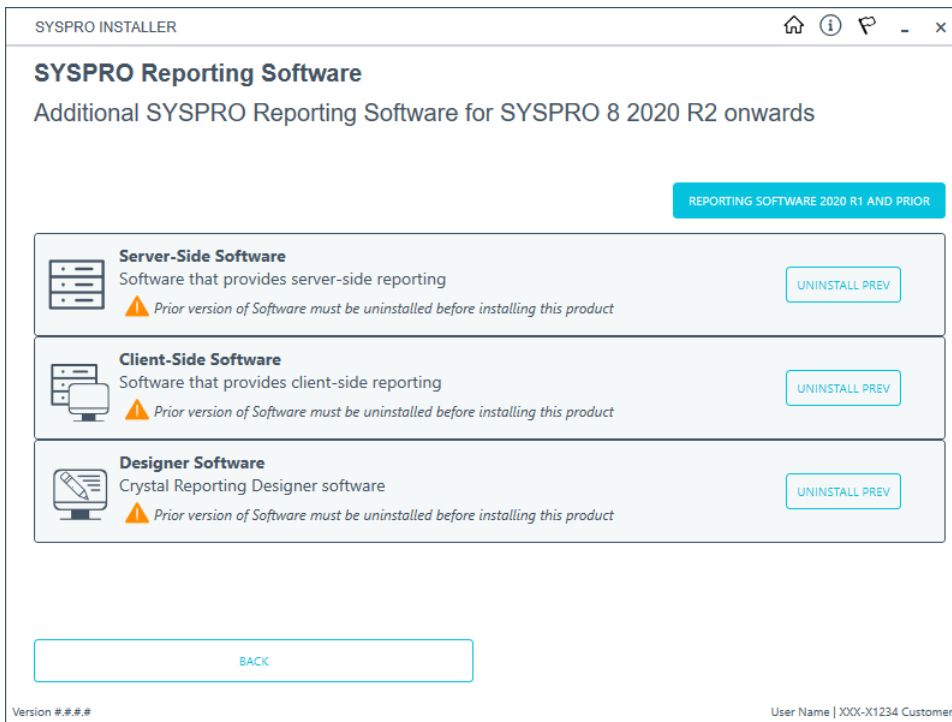 SYSPRO INSTALLER
SYSPRO Reporting Software
Additional SYSPRO Reporting Software for SYSPRO 8 2020 R2 onwards
REPORTING SOFTWARE 2020 R1 AND PRIOR
Server-Side Software
Software that provides server-side reporting
UNINSTALL PREV
Prior version of Software must be uninstalled before installing this product
Client-Side Software
Software that provides client-side reporting
UNINSTALL PREV
Prior version of Software must be uninstalled before installing this product
Designer Software
Crystal Reporting Designer software
UNINSTALL PREV
Prior version of Software must be uninstalled before installing this product
BACK
Version #.#.#.#
User Name | XXX-X1234 Customer